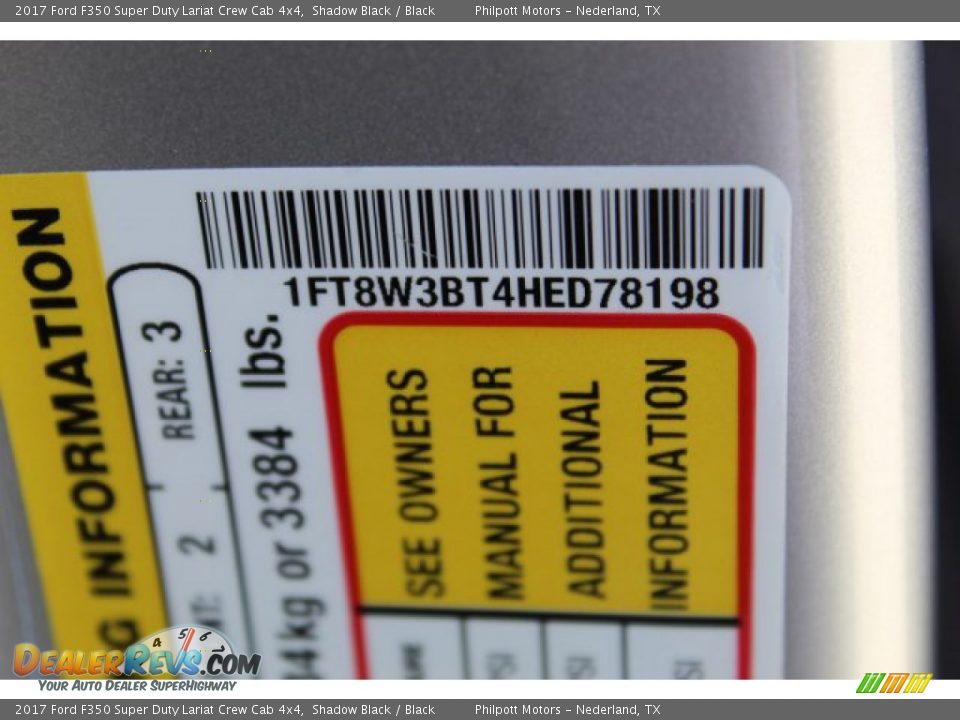 2017 Ford F350 Super Duty Lariat Crew Cab 4x4, Shadow Black / Black Philpott Motors - Nederland, TX
1FT8W3BT4HED78198
INFORMATION
REAR: 3
2
kg or 3384 lbs.
SEE OWNERS
MANUAL FOR
ADDITIONAL
INFORMATION
DEALERREVS.COM
YOUR AUTO DEALER SUPERHIGHWAY
2017 Ford F350 Super Duty Lariat Crew Cab 4x4, Shadow Black / Black Philpott Motors - Nederland, TX